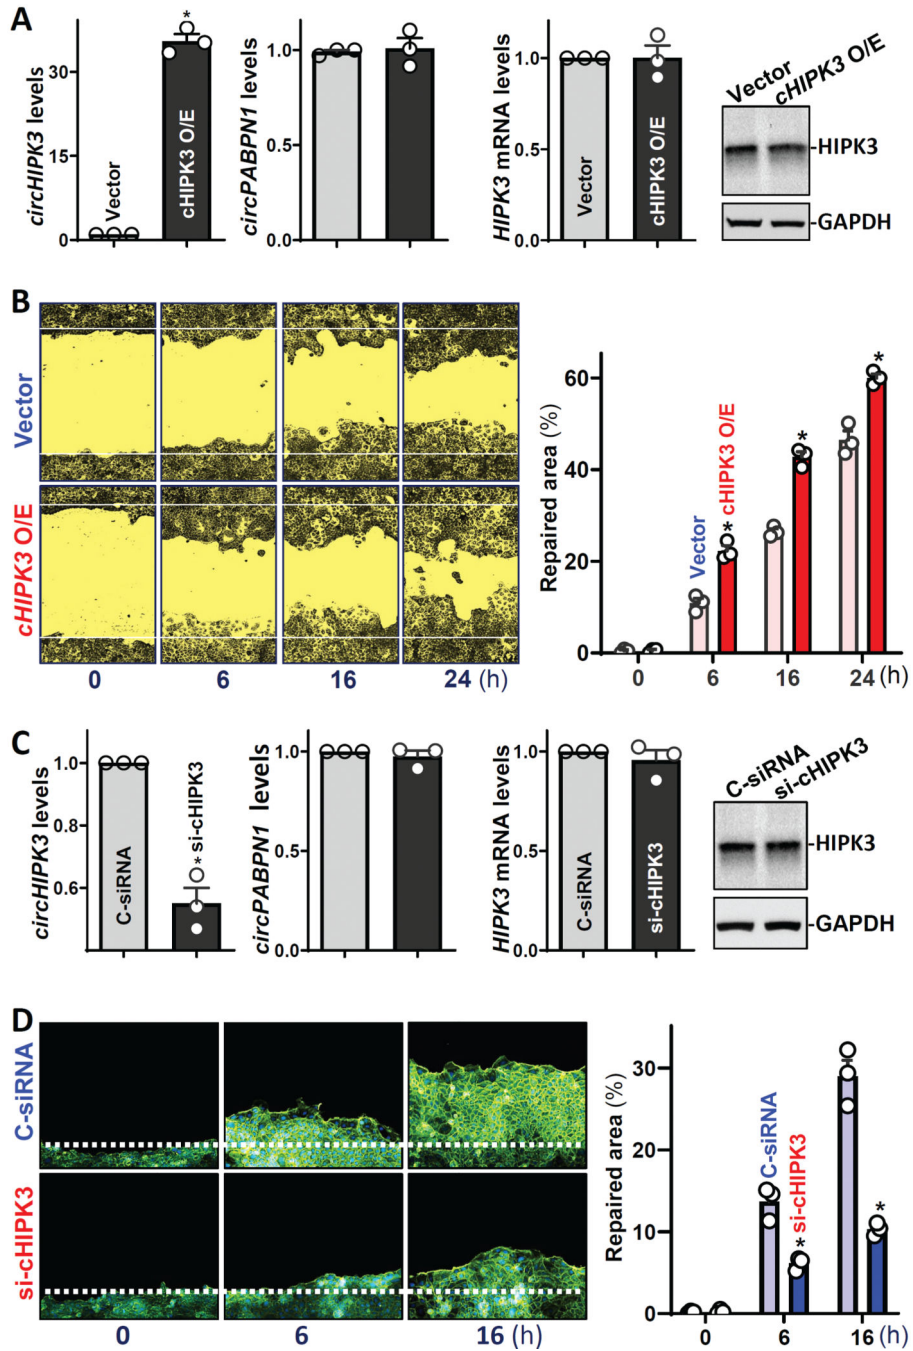 A
circHIPK3 levels
30
15
0
Vector
*
cHIPK3 O/E
circPABPN1 levels
1.0
0.5
0.0
HIPK3 mRNA levels
1.0
0.5
0.0
Vector
cHIPK3 O/E
Vector
cHIPK3 O/E
-HIPK3
-GAPDH
B
Vector
cHIPK3 O/E
0 6 16 24 (h)
Repaired area (%)
60
40
20
0
Vector
cHIPK3 O/E
*
*
*
0 6 16 24 (h)
C
circHIPK3 levels
1.0
0.8
0.6
C-siRNA
* si-cHIPK3
circPABPN1 levels
1.0
0.5
0.0
HIPK3 mRNA levels
1.0
0.5
0.0
C-siRNA
si-cHIPK3
C-siRNA
si-cHIPK3
-HIPK3
-GAPDH
D
C-siRNA
si-cHIPK3
0 6 16 (h)
Repaired area (%)
30
20
10
0
C-siRNA
* si-cHIPK3
*
0 6 16 (h)